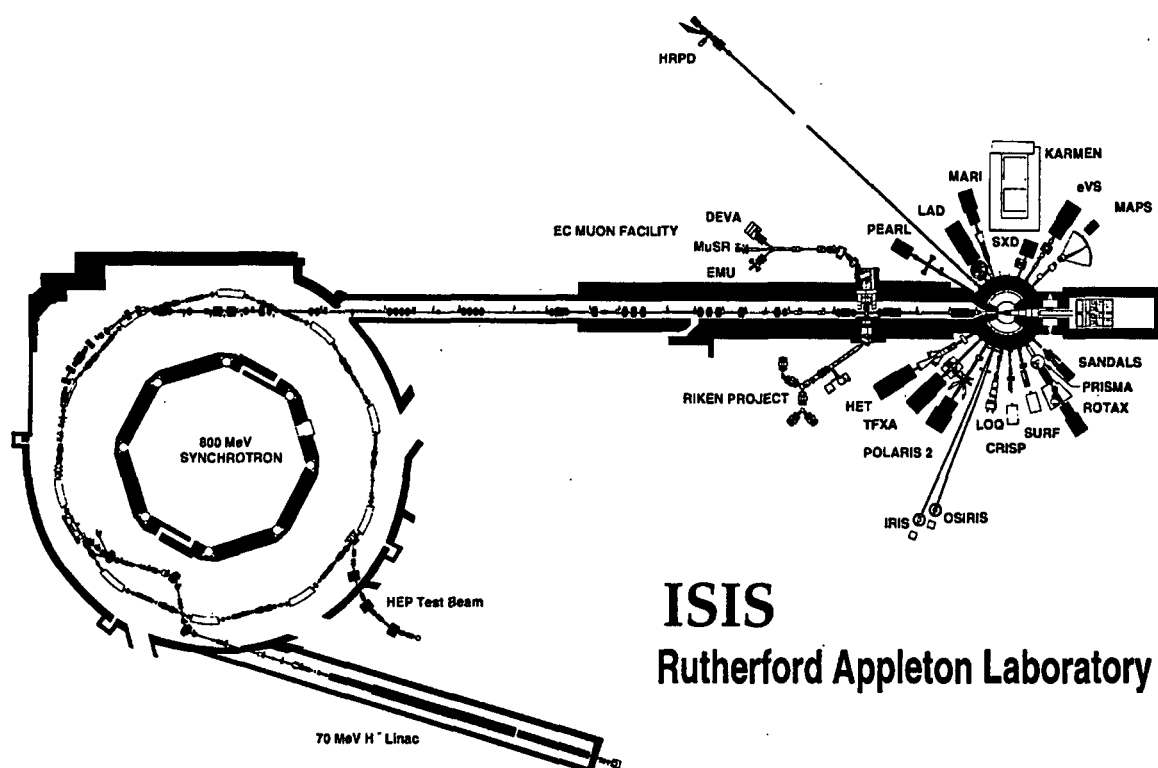 HRPD
KARMEN
MARI
eVS
LAD
MAPS
DEVA
EC MUON FACILITY
PEARL
SXD
MuSR
EMU
SANDALS
RIKEN PROJECT
PRISMA
HET
ROTAX
TFXA
LOQ
SURF
800 MeV
SYNCHROTRON
POLARIS 2
CRISP
IRIS
OSIRIS
HEP Test Beam
ISIS
Rutherford Appleton Laboratory
70 MeV H⁻ Linac